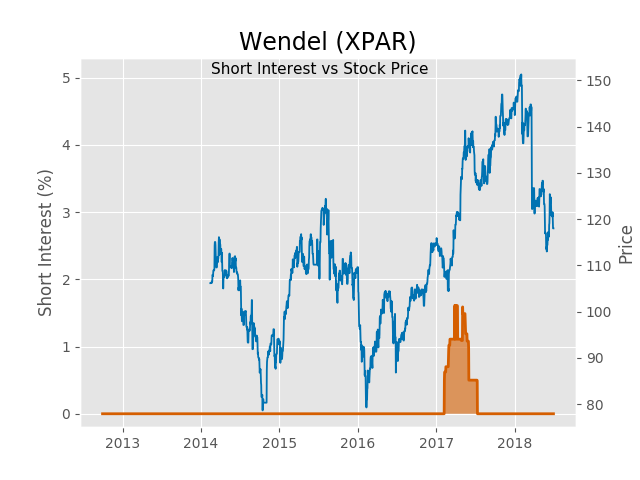 Wendel (XPAR)
Short Interest vs Stock Price
Short Interest (%)
5
4
3
2
1
0
150
140
130
120
110
100
90
80
Price
2013 2014 2015 2016 2017 2018